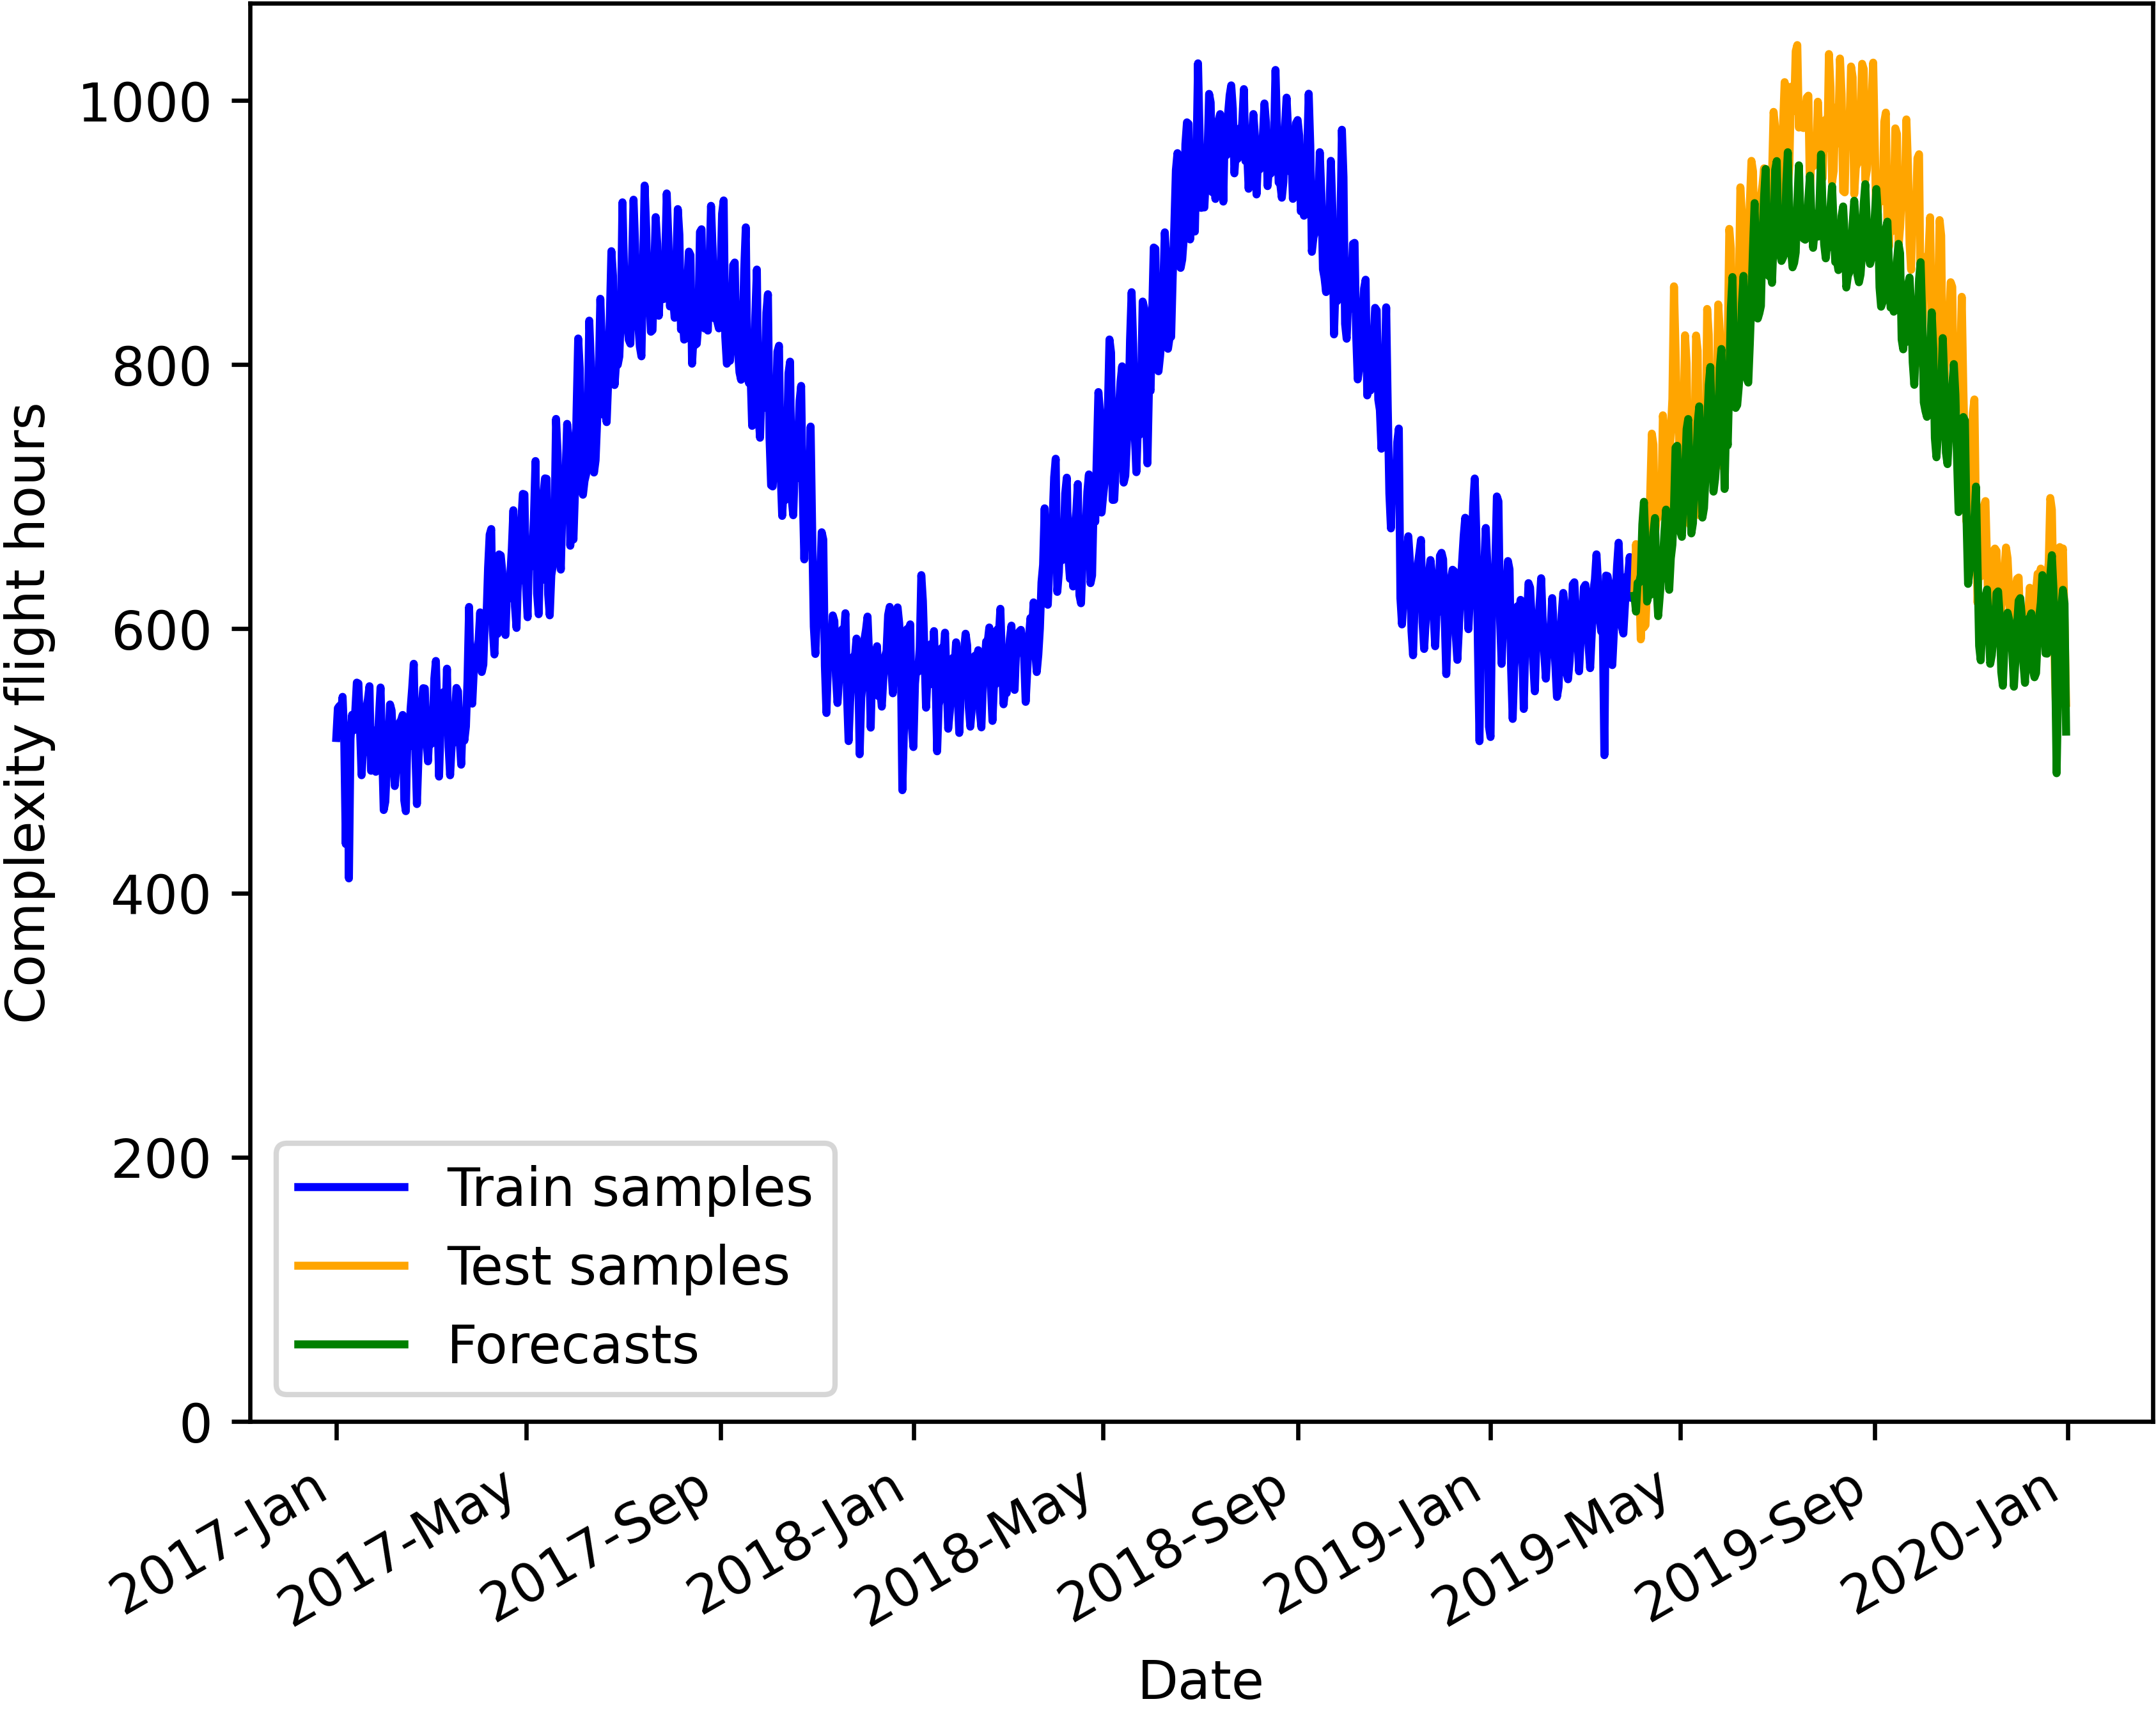 Complexity flight hours
1000
800
600
400
200
0
Train samples
Test samples
Forecasts
2017-Jan
2017-May
2017-Sep
2018-Jan
2018-May
2018-Sep
2019-Jan
2019-May
2019-Sep
2020-Jan
Date